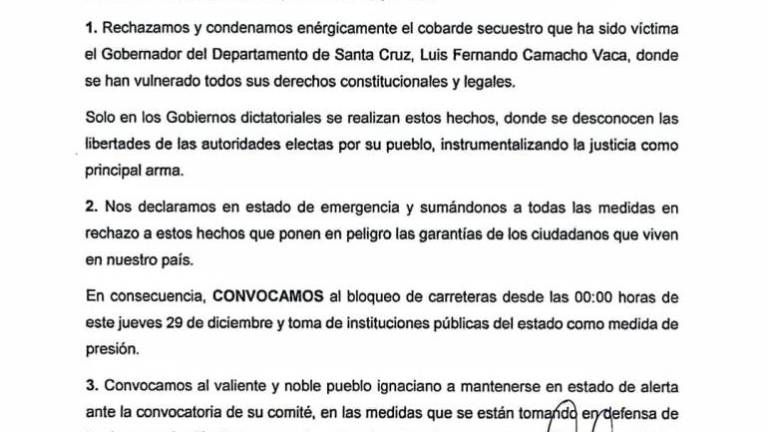 1. Rechazamos y condenamos enérgicamente el cobarde secuestro que ha sido víctima
el Gobernador del Departamento de Santa Cruz, Luis Fernando Camacho Vaca, donde
se han vulnerado todos sus derechos constitucionales y legales.
Solo en los Gobiernos dictatoriales se realizan estos hechos, donde se desconocen las
libertades de las autoridades electas por su pueblo, instrumentalizando la justicia como
principal arma.
2. Nos declaramos en estado de emergencia y sumándonos a todas las medidas en
rechazo a estos hechos que ponen en peligro las garantías de los ciudadanos que viven
en nuestro país.
En consecuencia, CONVOCAMOS al bloqueo de carreteras desde las 00:00 horas de
este jueves 29 de diciembre y toma de instituciones públicas del estado como medida de
presión.
3. Convocamos al valiente y noble pueblo ignaciano a mantenerse en estado de alerta
ante la convocatoria de su comité, en las medidas que se están tomando en defensa de